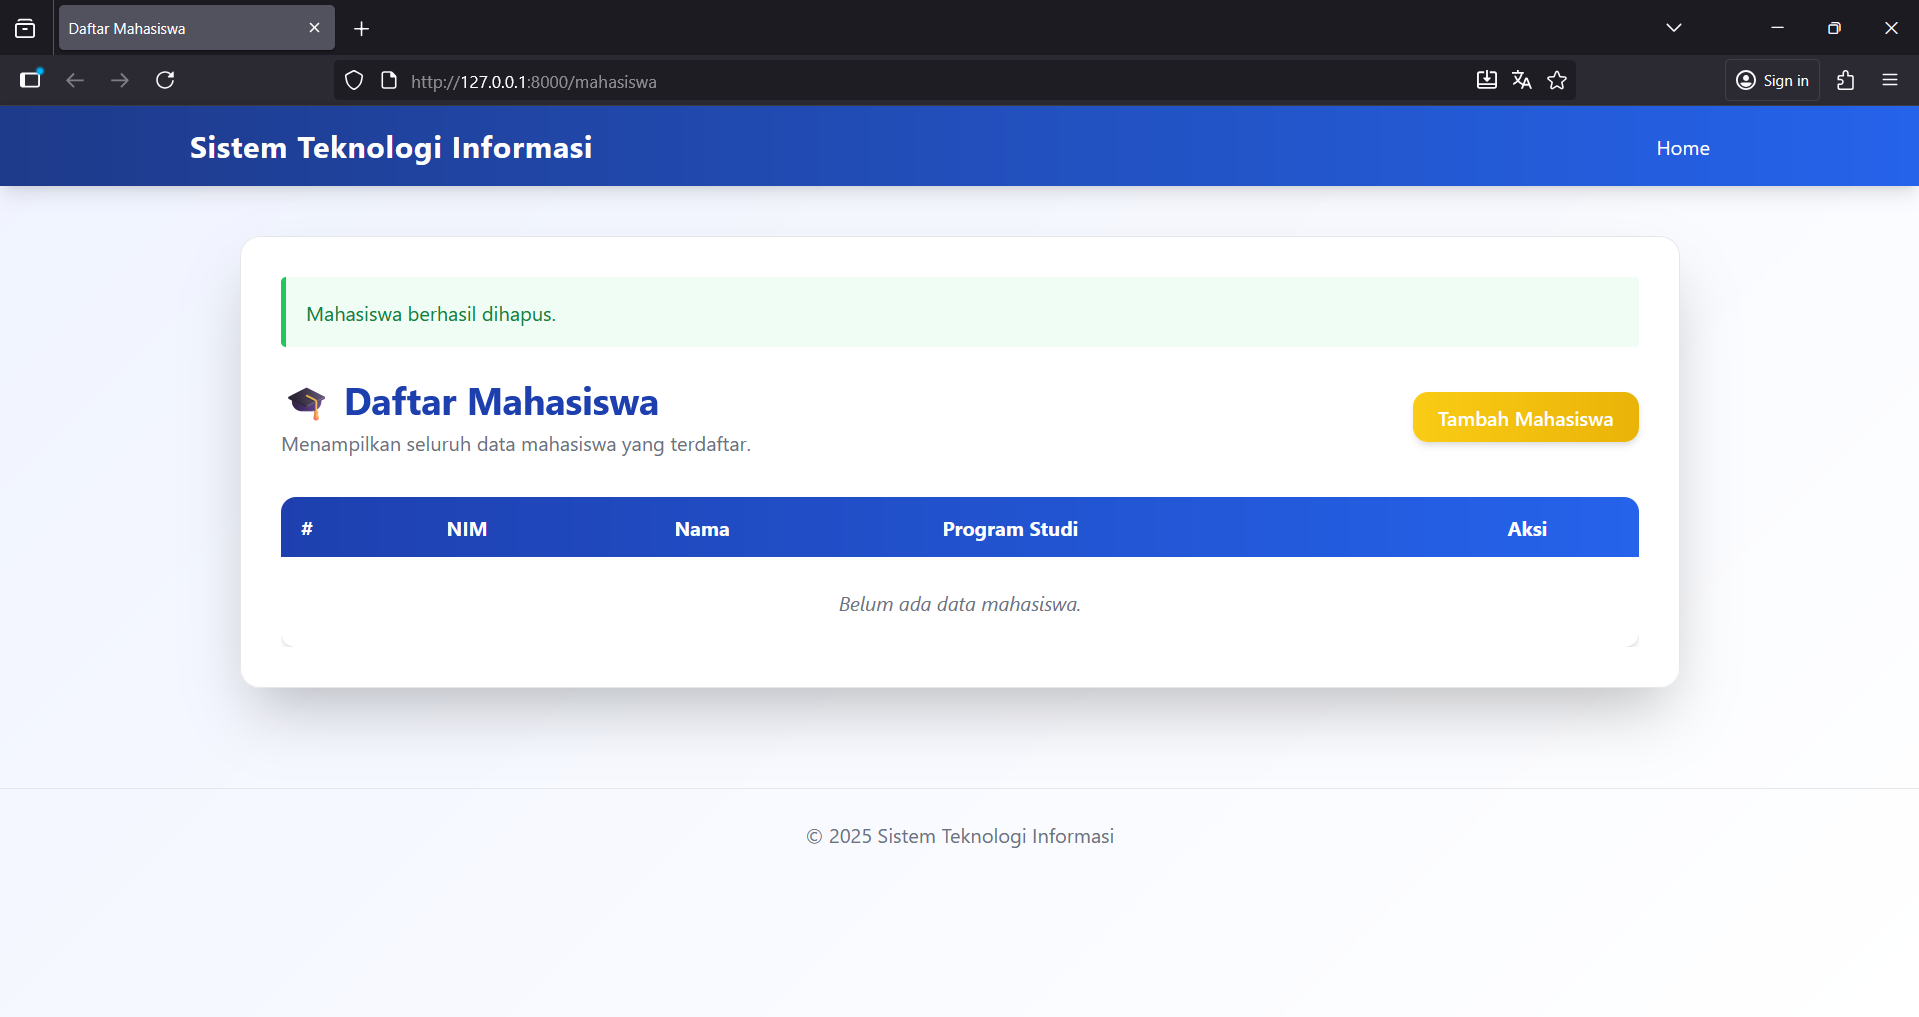 Daftar Mahasiswa
http://127.0.0.1:8000/mahasiswa
Sign in
Sistem Teknologi Informasi
Home
Mahasiswa berhasil dihapus.
Daftar Mahasiswa
Menampilkan seluruh data mahasiswa yang terdaftar.
Tambah Mahasiswa
# NIM Nama Program Studi Aksi
Belum ada data mahasiswa.
© 2025 Sistem Teknologi Informasi